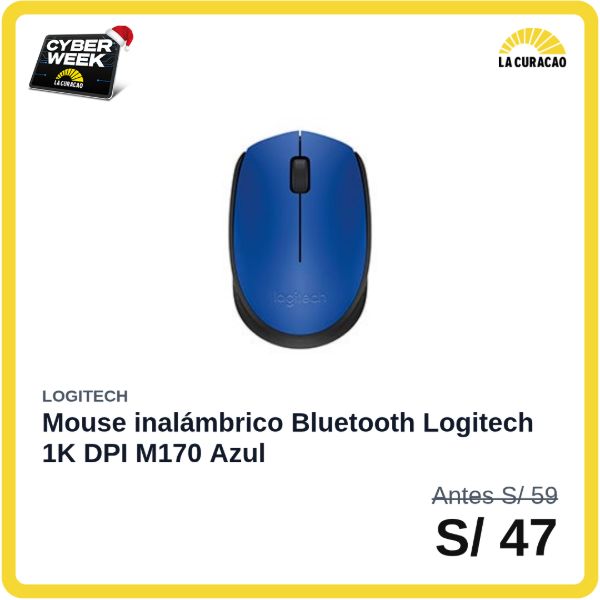 CYBER
WEEK
LA CURACAO
LA CURACAO
logitech
LOGITECH
Mouse inalámbrico Bluetooth Logitech
1K DPI M170 Azul
Antes S/ 59
S/ 47